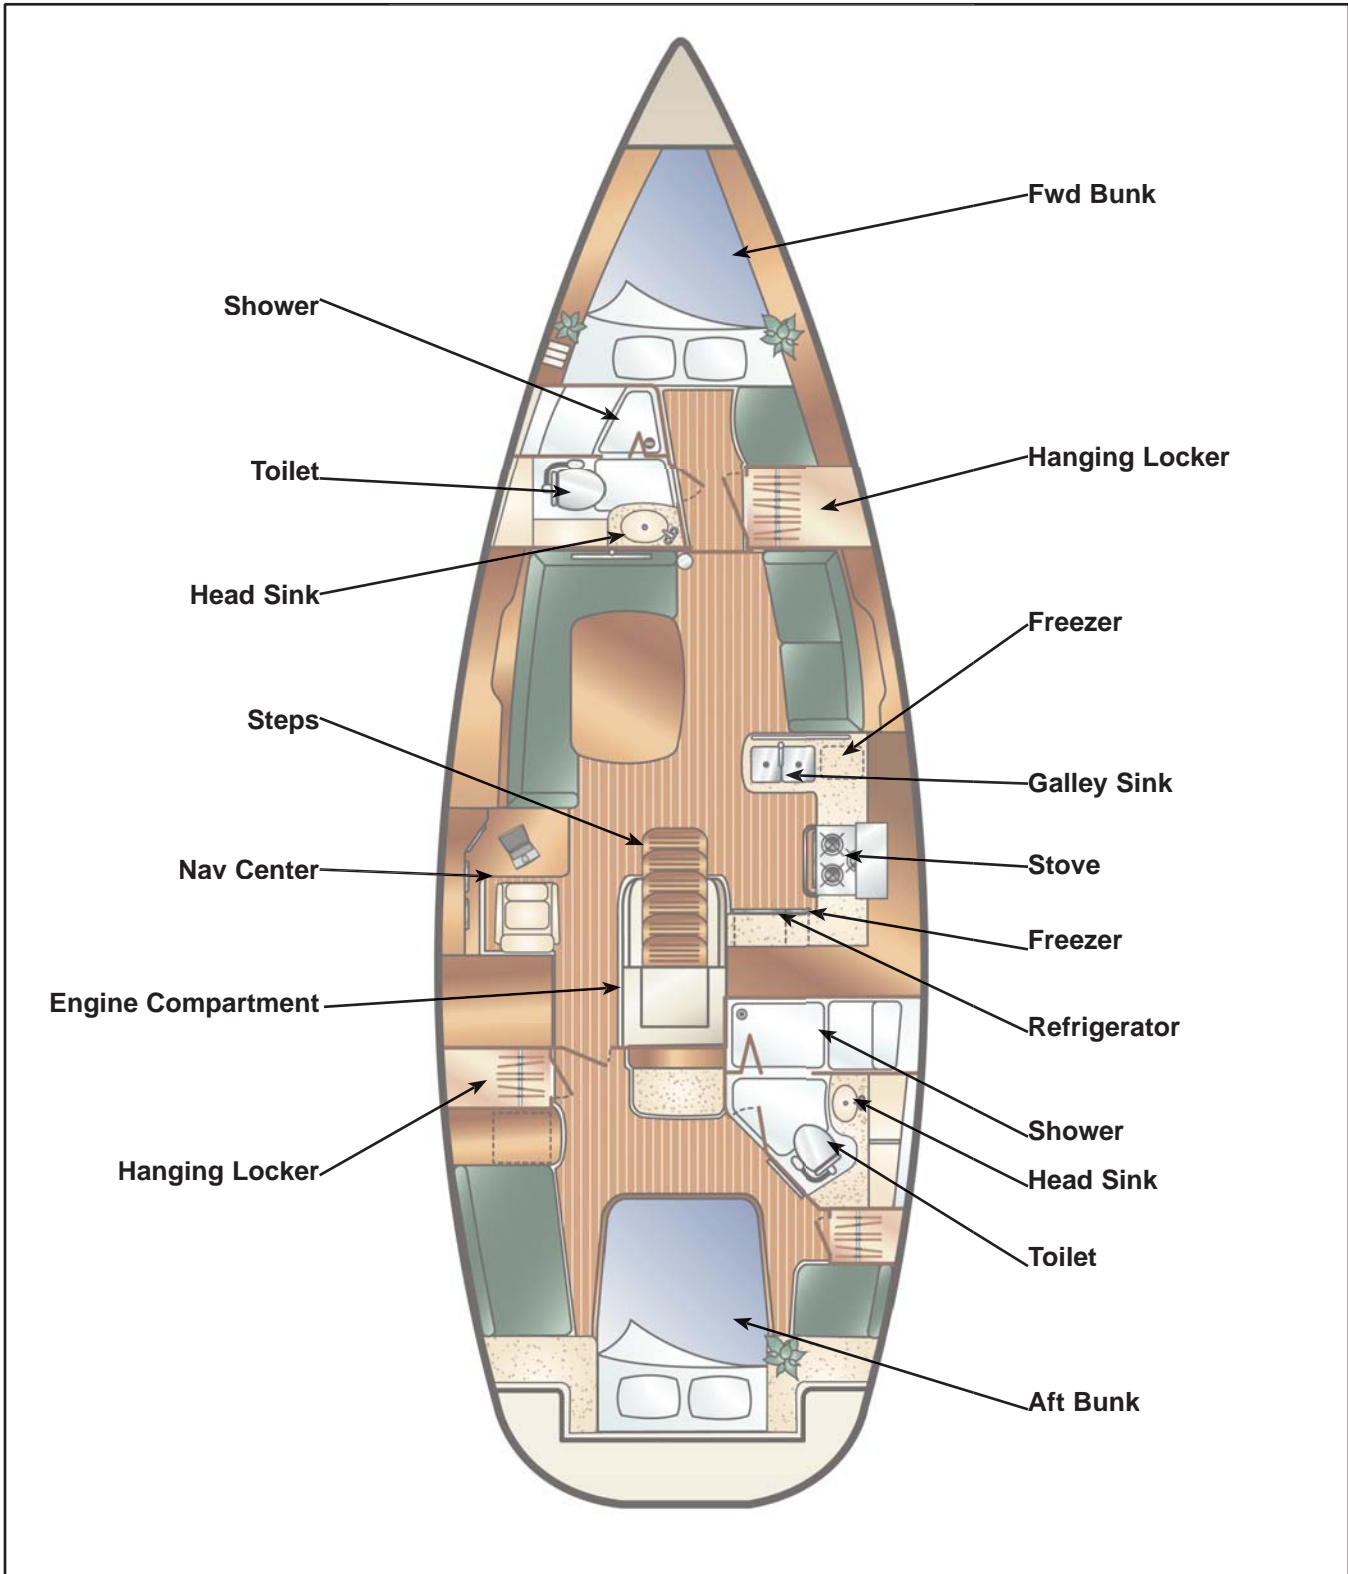 Fwd Bunk
Shower
Hanging Locker
Toilet
Head Sink
Freezer
Steps
Galley Sink
Stove
Nav Center
Freezer
Engine Compartment
Refrigerator
Shower
Hanging Locker
Head Sink
Toilet
Aft Bunk